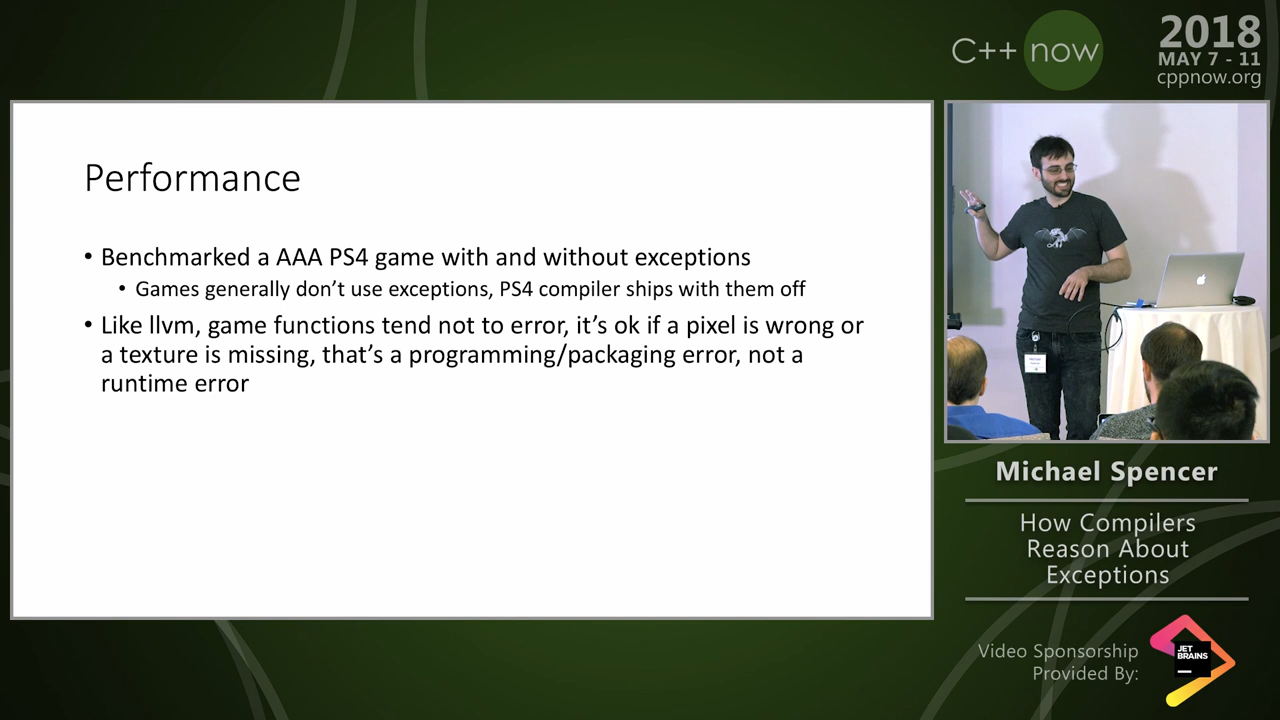 C++ now
2018
MAY 7 - 11
cppnow.org
Performance
• Benchmarked a AAA PS4 game with and without exceptions
• Games generally don't use exceptions, PS4 compiler ships with them off
• Like llvm, game functions tend not to error, it's ok if a pixel is wrong or
a texture is missing, that's a programming/packaging error, not a
runtime error
Michael Spencer
How Compilers
Reason About
Exceptions
Video Sponsorship
Provided By:
JET
BRAINS